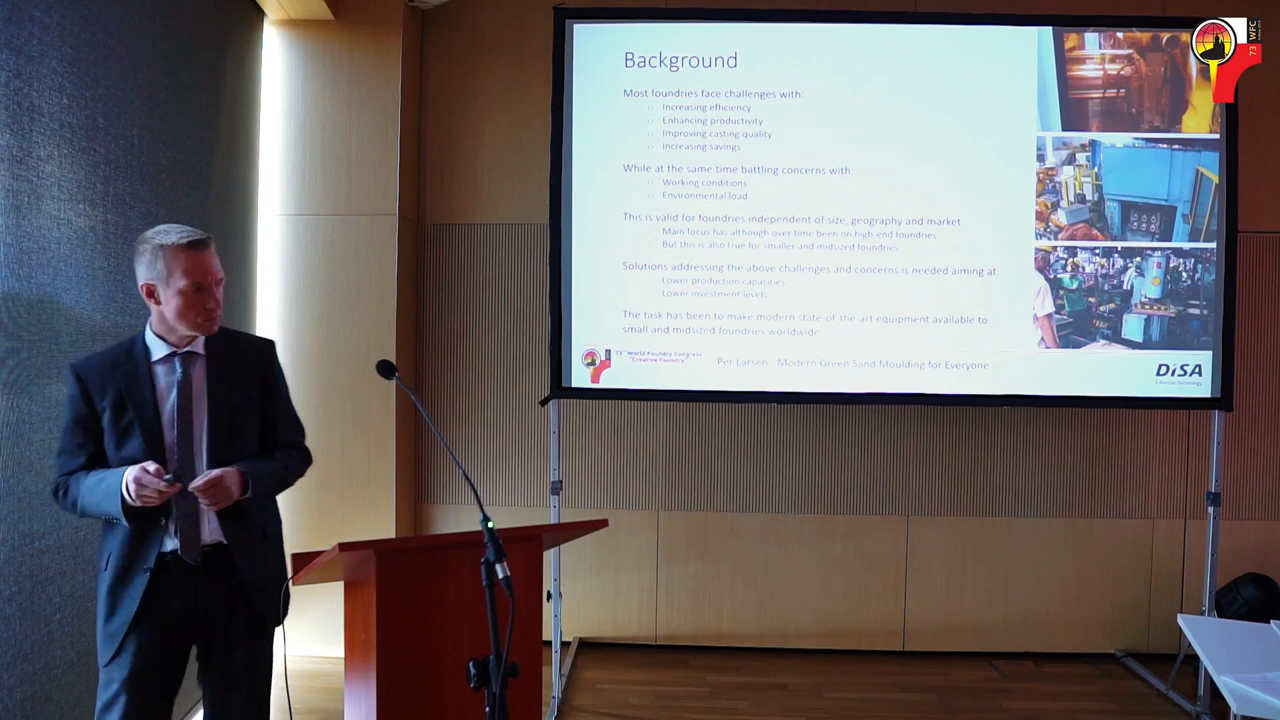 Background
Most foundries face challenges with:
Increasing efficiency
Enhancing productivity
Improving casting quality
Increasing savings
While at the same time battling concerns with:
Working conditions
Environmental load
This is valid for foundries independent of size, geography and market
Main focus has although over time been on high-end foundries
But this is also true for smaller and midsized foundries
Solutions addressing the above challenges and concerns is needed aiming at:
Lower production capacities
Lower investment levels
The task has been to make modern state-of-the-art equipment available to
small and midsized foundries worldwide
73rd World Foundry Congress
"Creative Foundry"
Per Larsen Modern Green Sand Moulding for Everyone
DISA
A Norican Technology
73 WFC